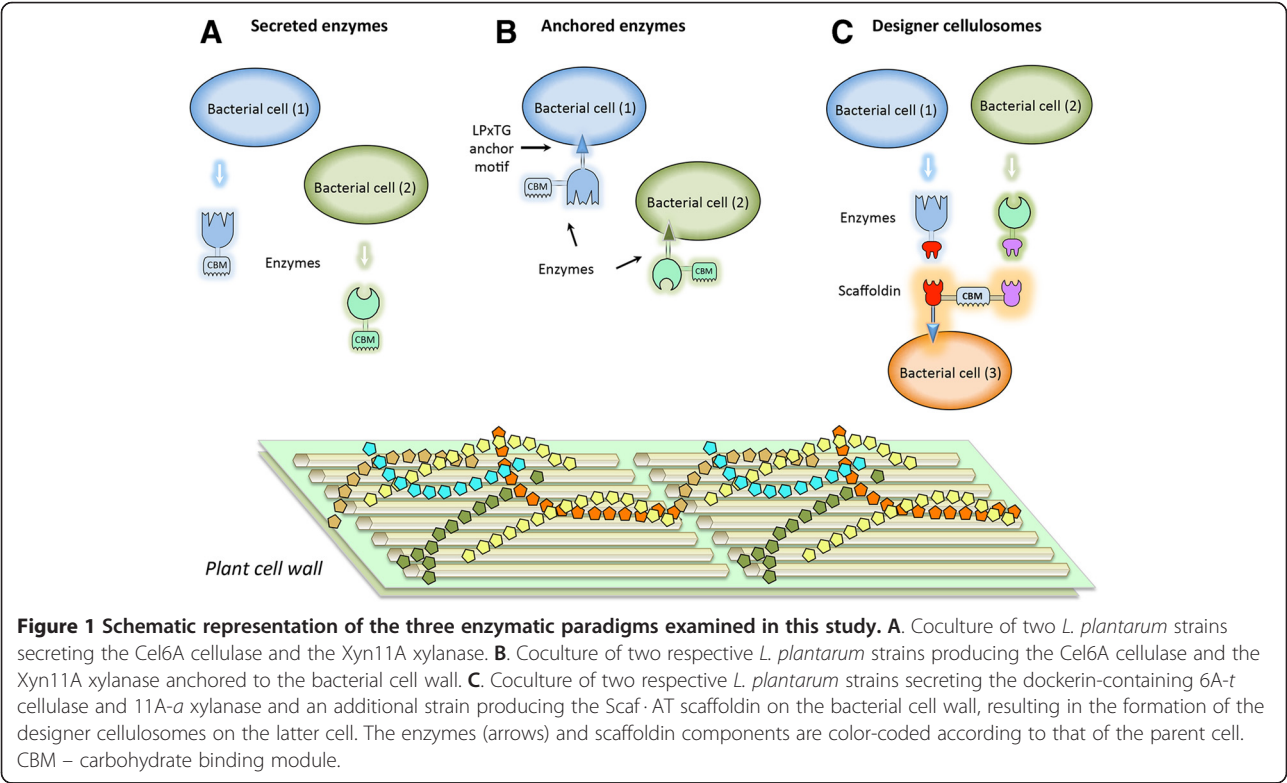 A Secreted enzymes
Bacterial cell (1)
Bacterial cell (2)
CBM
Enzymes
CBM
B Anchored enzymes
Bacterial cell (1)
LPxTG
anchor
motif
CBM
Bacterial cell (2)
Enzymes
CBM
C Designer cellulosomes
Bacterial cell (1)
Bacterial cell (2)
Enzymes
Scaffoldin
CBM
Bacterial cell (3)
Plant cell wall
Figure 1 Schematic representation of the three enzymatic paradigms examined in this study. A. Coculture of two L. plantarum strains
secreting the Cel6A cellulase and the Xyn11A xylanase. B. Coculture of two respective L. plantarum strains producing the Cel6A cellulase and the
Xyn11A xylanase anchored to the bacterial cell wall. C. Coculture of two respective L. plantarum strains secreting the dockerin-containing 6A-t
cellulase and 11A-a xylanase and an additional strain producing the Scaf·AT scaffoldin on the bacterial cell wall, resulting in the formation of the
designer cellulosomes on the latter cell. The enzymes (arrows) and scaffoldin components are color-coded according to that of the parent cell.
CBM – carbohydrate binding module.